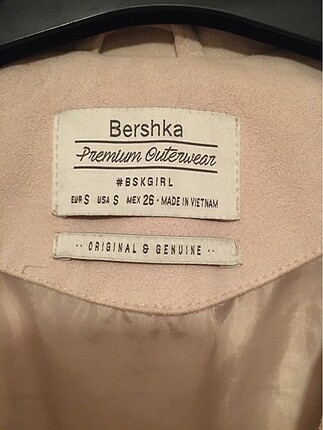 Bershka
Premium Outerwear
#BSKGIRL
EUR S USA S MEX 26 · MADE IN VIETNAM
·· ORIGINAL & GENUINE ··